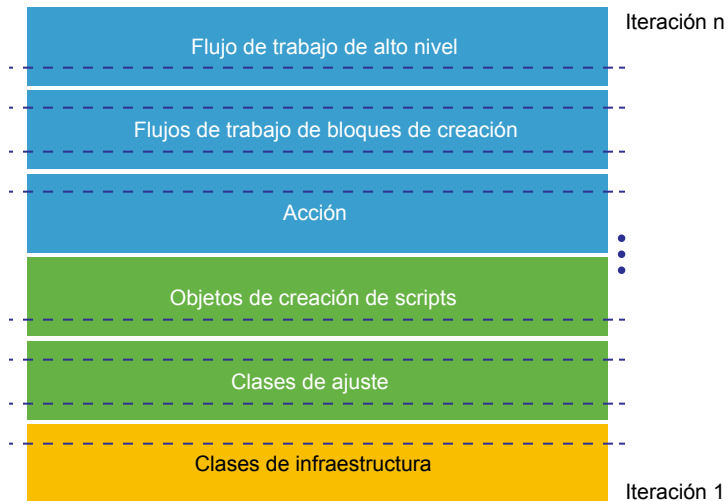 Iteración n
Flujo de trabajo de alto nivel
Flujos de trabajo de bloques de creación
Acción
Objetos de creación de scripts
Clases de ajuste
Clases de infraestructura
Iteración 1